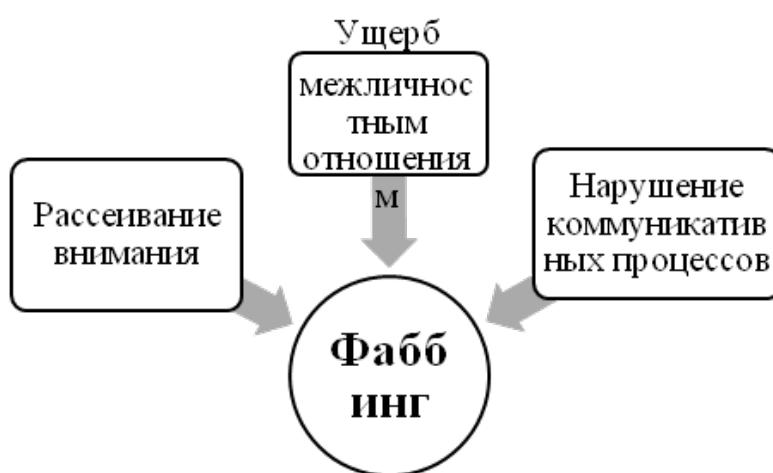 Ущерб
межличнос
тным
отношения
м
Рассеивание
внимания
Нарушение
коммуникатив
ных процессов
Фабб
инг